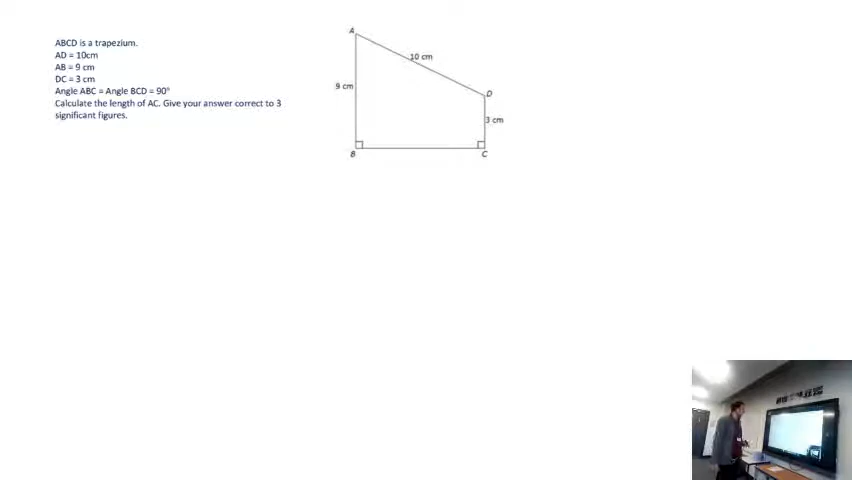 ABCD is a trapezium.
AD = 10cm
AB = 9 cm
DC = 3 cm
Angle ABC = Angle BCD = 90°
Calculate the length of AC. Give your answer correct to 3
significant figures.
A
10 cm
9 cm
D
3 cm
B
C